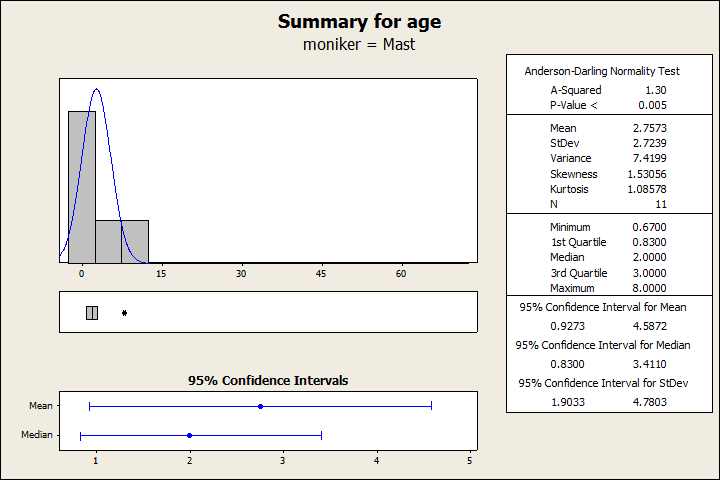 Summary for age
moniker = Mast
0 15 30 45 60
95% Confidence Intervals
Mean
Median
1 2 3 4 5
Anderson-Darling Normality Test
A-Squared 1.30
P-Value < 0.005
Mean 2.7573
StDev 2.7239
Variance 7.4199
Skewness 1.53056
Kurtosis 1.08578
N 11
Minimum 0.6700
1st Quartile 0.8300
Median 2.0000
3rd Quartile 3.0000
Maximum 8.0000
95% Confidence Interval for Mean
0.9273 4.5872
95% Confidence Interval for Median
0.8300 3.4110
95% Confidence Interval for StDev
1.9033 4.7803